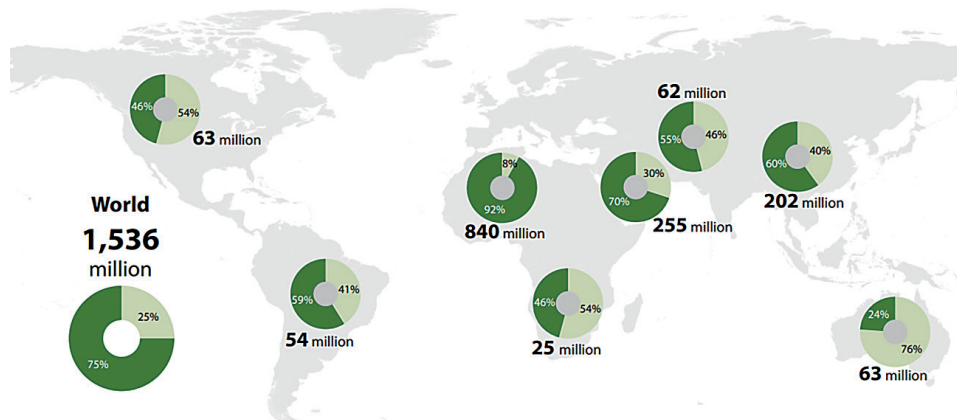 46%
54%
63 million
62 million
55%
46%
60%
40%
202 million
8%
92%
840 million
30%
70%
255 million
World
1,536
million
25%
75%
59%
41%
54 million
46%
54%
25 million
24%
76%
63 million